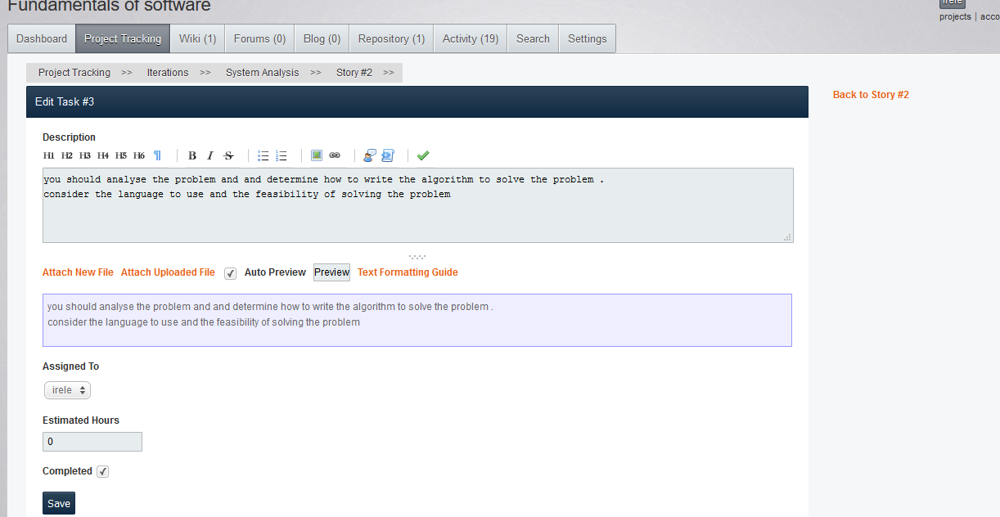 Fundamentals of software
irele
projects | acco
Dashboard Project Tracking Wiki (1) Forums (0) Blog (0) Repository (1) Activity (19) Search Settings
Project Tracking >> Iterations >> System Analysis >> Story #2 >>
Edit Task #3
Back to Story #2
Description
H1 H2 H3 H4 H5 H6 ¶ B I S
you should analyse the problem and and determine how to write the algorithm to solve the problem .
consider the language to use and the feasibility of solving the problem
Attach New File Attach Uploaded File Auto Preview Preview Text Formatting Guide
you should analyse the problem and and determine how to write the algorithm to solve the problem .
consider the language to use and the feasibility of solving the problem
Assigned To
irele
Estimated Hours
0
Completed
Save